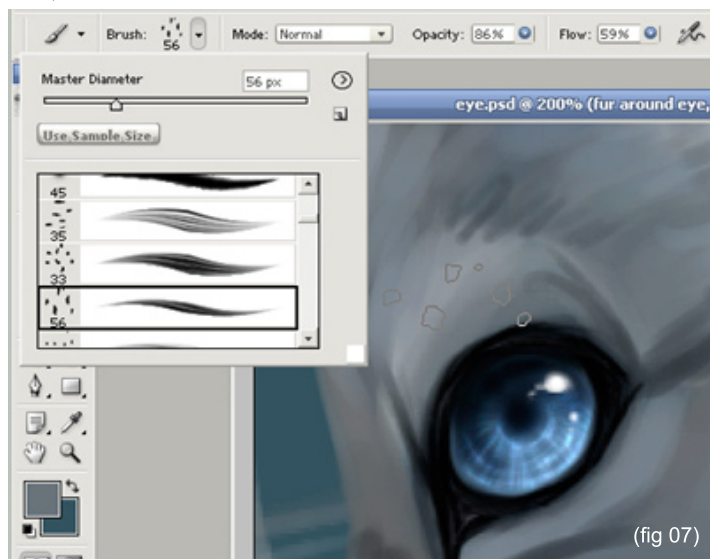 Brush: 56 Mode: Normal Opacity: 86% Flow: 59%
Master Diameter 56 px
Use Sample Size
eye.psd @ 200% (fur around eye,
45
35
33
56
(fig 07)